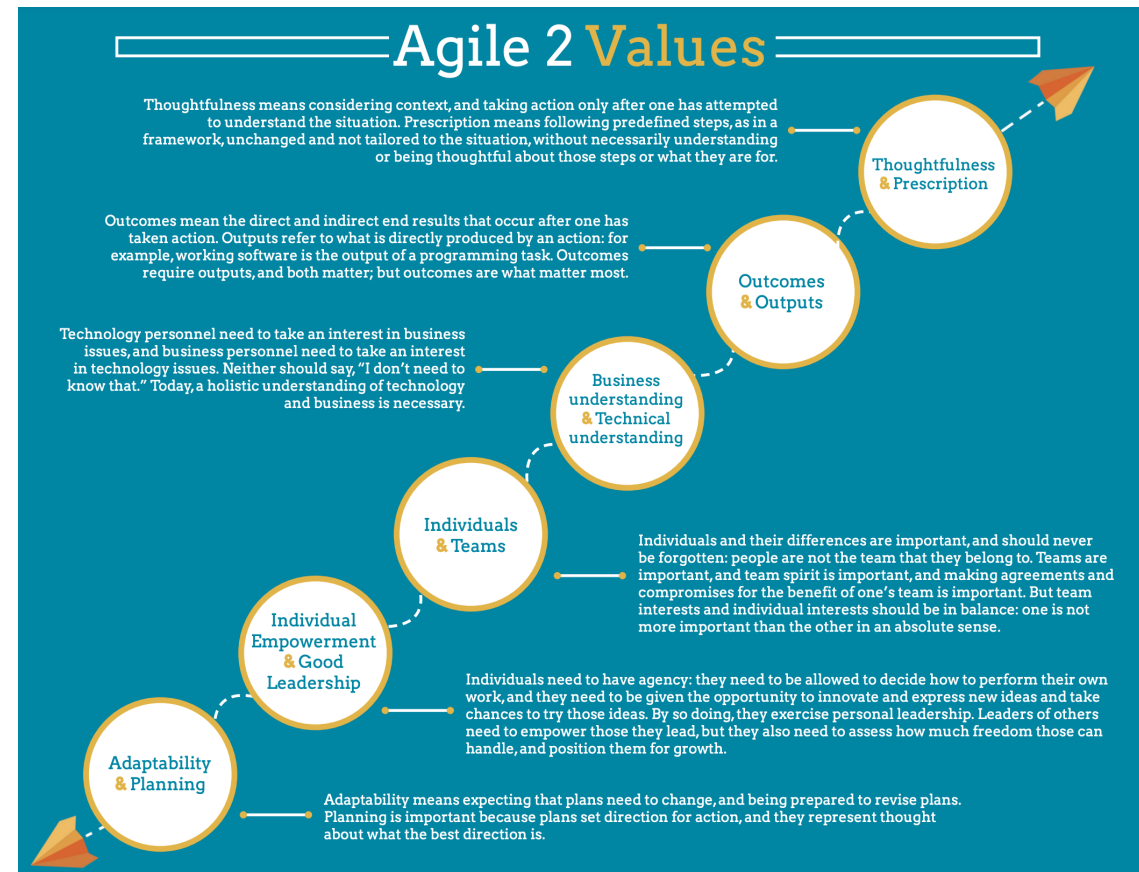 Agile 2 Values
Thoughtfulness means considering context, and taking action only after one has attempted
to understand the situation. Prescription means following predefined steps, as in a
framework, unchanged and not tailored to the situation, without necessarily understanding
or being thoughtful about those steps or what they are for.
Thoughtfulness
& Prescription
Outcomes mean the direct and indirect end results that occur after one has
taken action. Outputs refer to what is directly produced by an action: for
example, working software is the output of a programming task. Outcomes
require outputs, and both matter; but outcomes are what matter most.
Outcomes
& Outputs
Technology personnel need to take an interest in business
issues, and business personnel need to take an interest
in technology issues. Neither should say, “I don’t need to
know that.” Today, a holistic understanding of technology
and business is necessary.
Business
understanding
& Technical
understanding
Individuals
& Teams
Individuals and their differences are important, and should never
be forgotten: people are not the team that they belong to. Teams are
important, and team spirit is important, and making agreements and
compromises for the benefit of one’s team is important. But team
interests and individual interests should be in balance: one is not
more important than the other in an absolute sense.
Individual
Empowerment
& Good
Leadership
Individuals need to have agency: they need to be allowed to decide how to perform their own
work, and they need to be given the opportunity to innovate and express new ideas and take
chances to try those ideas. By so doing, they exercise personal leadership. Leaders of others
need to empower those they lead, but they also need to assess how much freedom those can
handle, and position them for growth.
Adaptability
& Planning
Adaptability means expecting that plans need to change, and being prepared to revise plans.
Planning is important because plans set direction for action, and they represent thought
about what the best direction is.